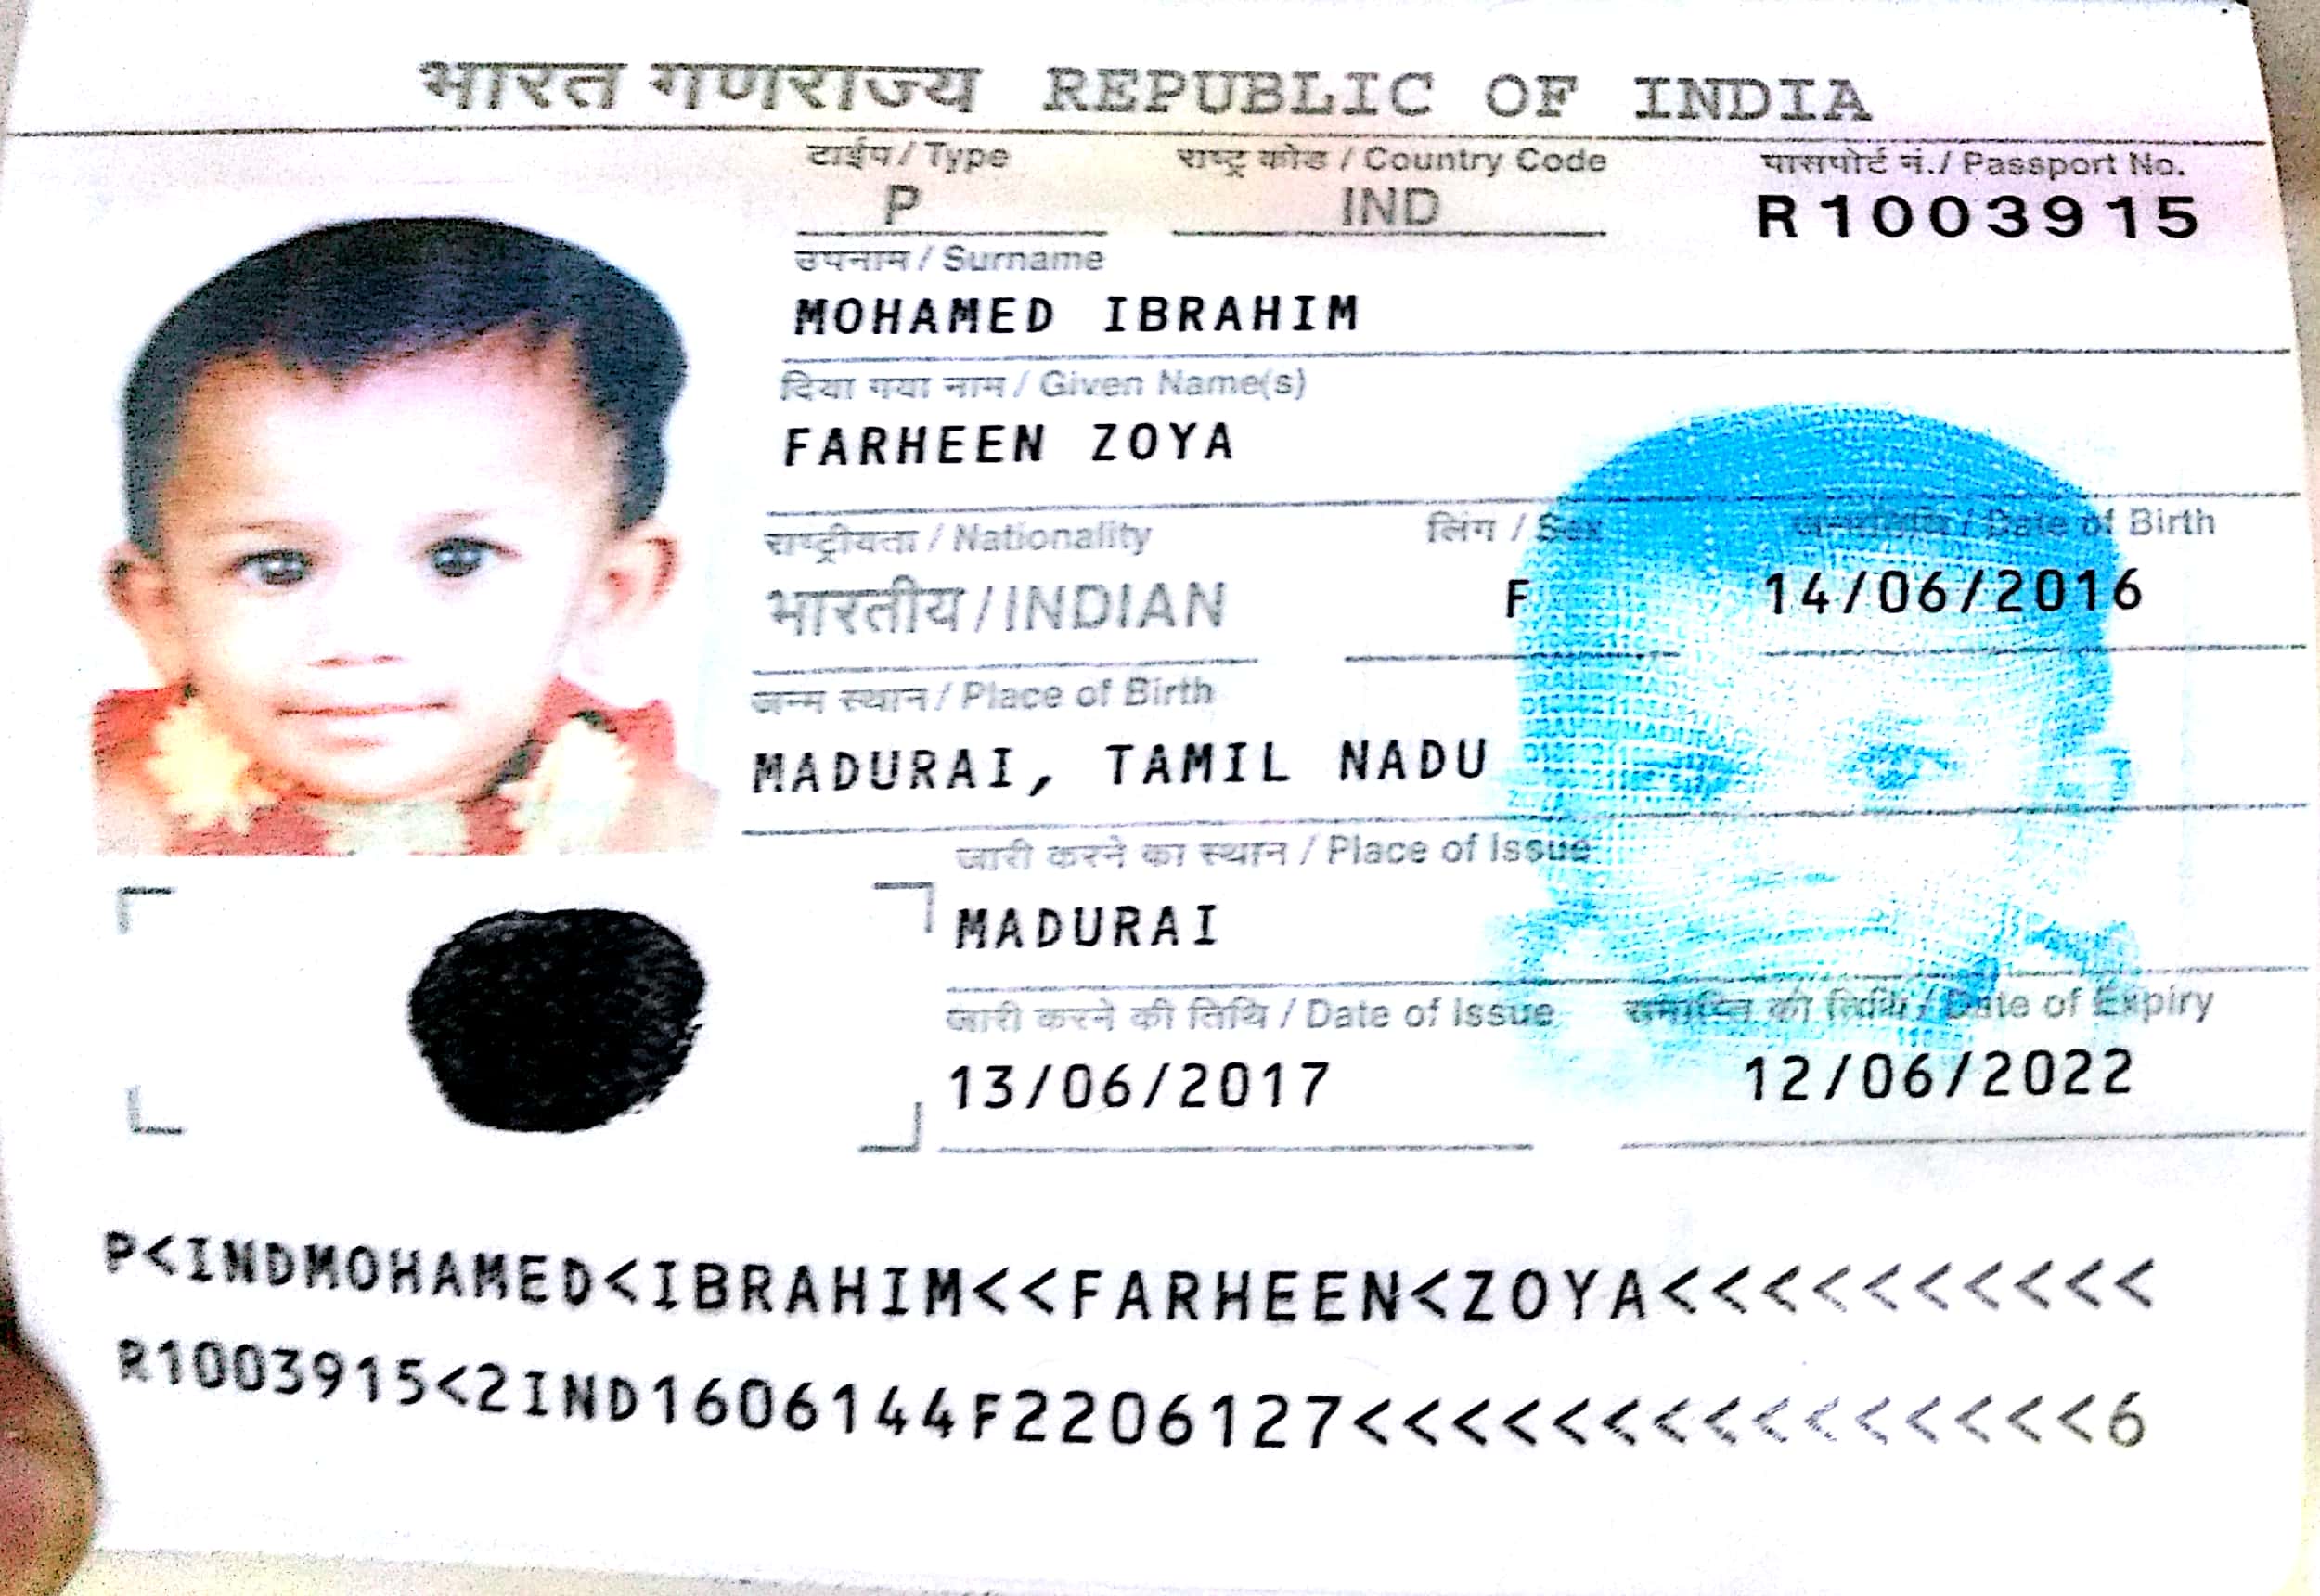 भारत गणराज्य REPUBLIC OF INDIA
टाईप / Type राष्ट्र कोड / Country Code पासपोर्ट नं./ Passport No.
P IND R1003915
उपनाम / Surname
MOHAMED IBRAHIM
दिया गया नाम / Given Name(s)
FARHEEN ZOYA
राष्ट्रीयता / Nationality लिंग / Sex जन्मतिथि / Date of Birth
भारतीय / INDIAN F 14/06/2016
जन्म स्थान / Place of Birth
MADURAI, TAMIL NADU
जारी करने का स्थान / Place of Issue
MADURAI
जारी करने की तिथि / Date of Issue समाप्ति की तिथि / Date of Expiry
13/06/2017 12/06/2022
P<INDMOHAMED<IBRAHIM<<FARHEEN<ZOYA<<<<<<<<<<
R1003915<2IND1606144F2206127<<<<<<<<<<<<<<<6